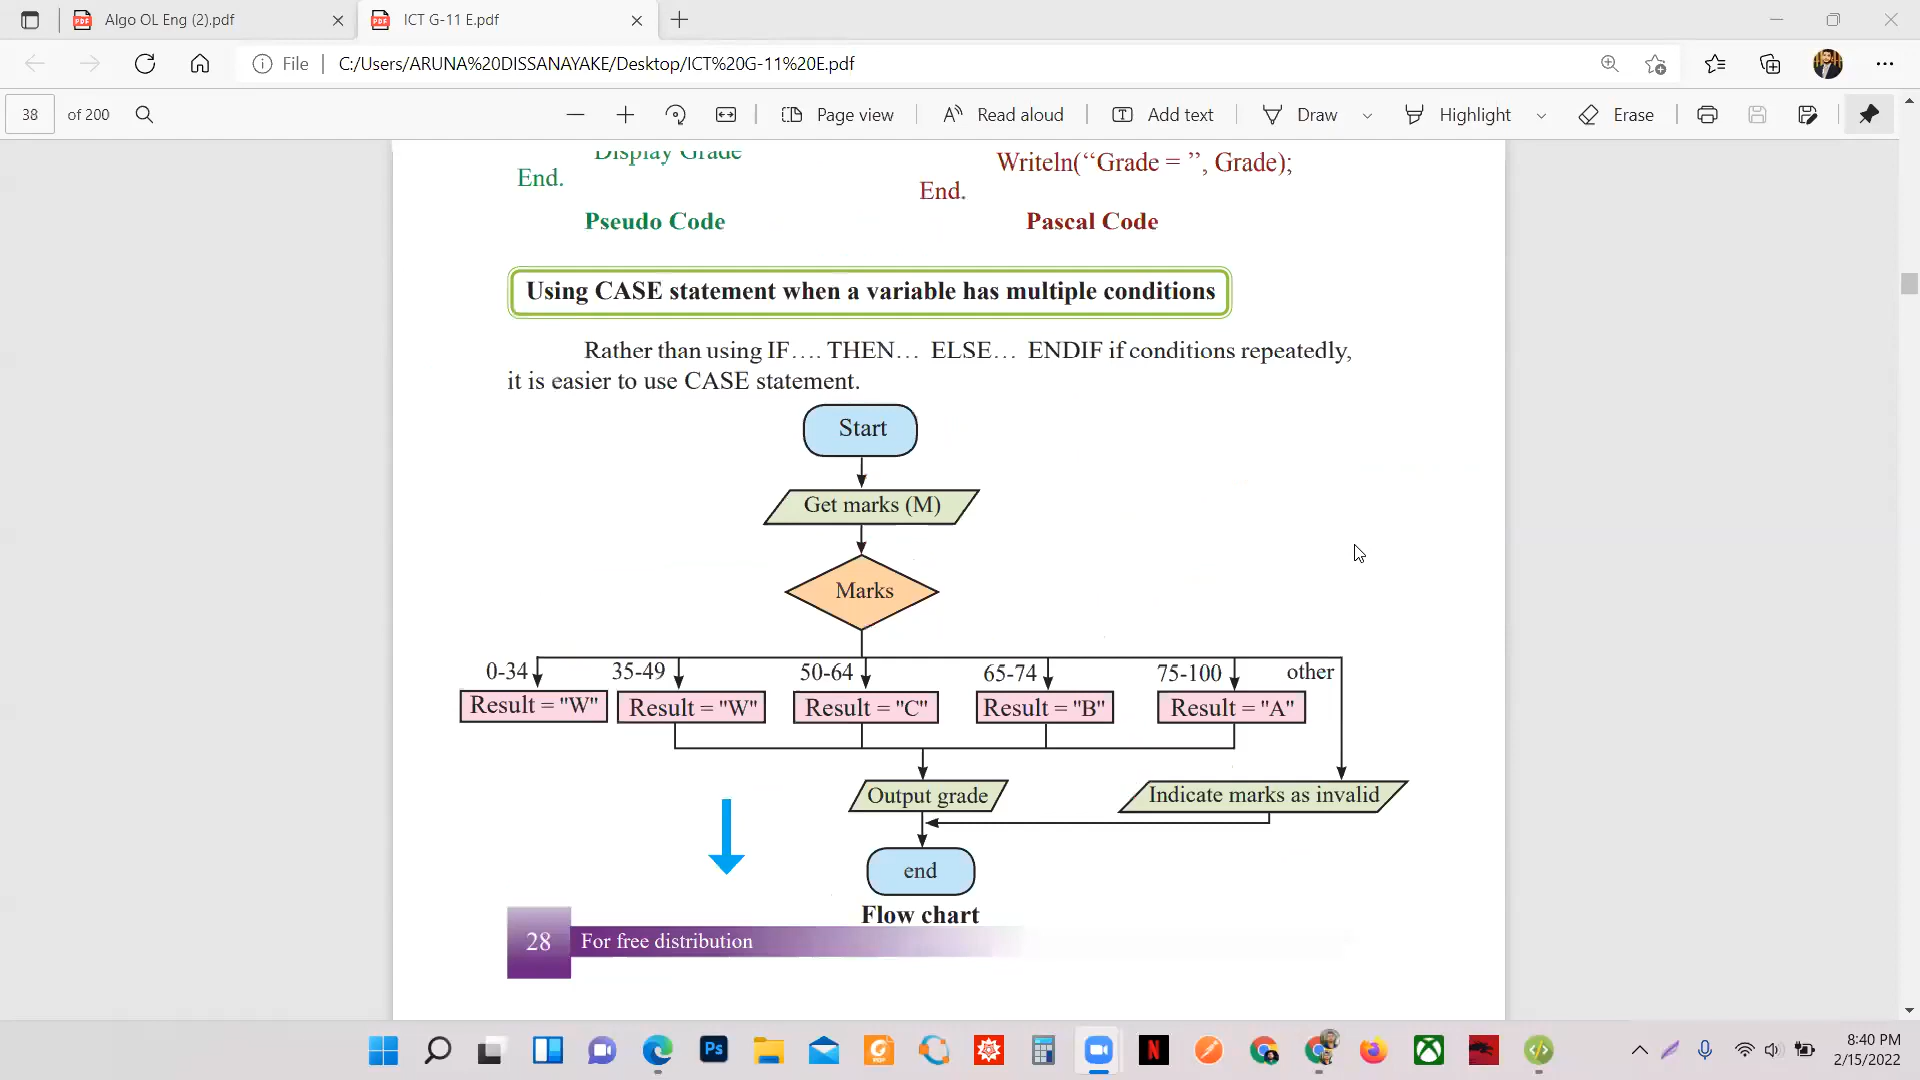 Algo OL Eng (2).pdf
ICT G-11 E.pdf
File
C:/Users/ARUNA%20DISSANAYAKE/Desktop/ICT%20G-11%20E.pdf
38 of 200
Page view
Read aloud
Add text
Draw
Highlight
Erase
Display Grade
End.
Pseudo Code
Writeln(“Grade = ”, Grade);
End.
Pascal Code
Using CASE statement when a variable has multiple conditions
Rather than using IF…. THEN… ELSE… ENDIF if conditions repeatedly,
it is easier to use CASE statement.
Start
Get marks (M)
Marks
0-34 35-49 50-64 65-74 75-100 other
Result = "W" Result = "W" Result = "C" Result = "B" Result = "A"
Output grade Indicate marks as invalid
end
Flow chart
28 For free distribution
Ps
PDF
N
8:40 PM
2/15/2022